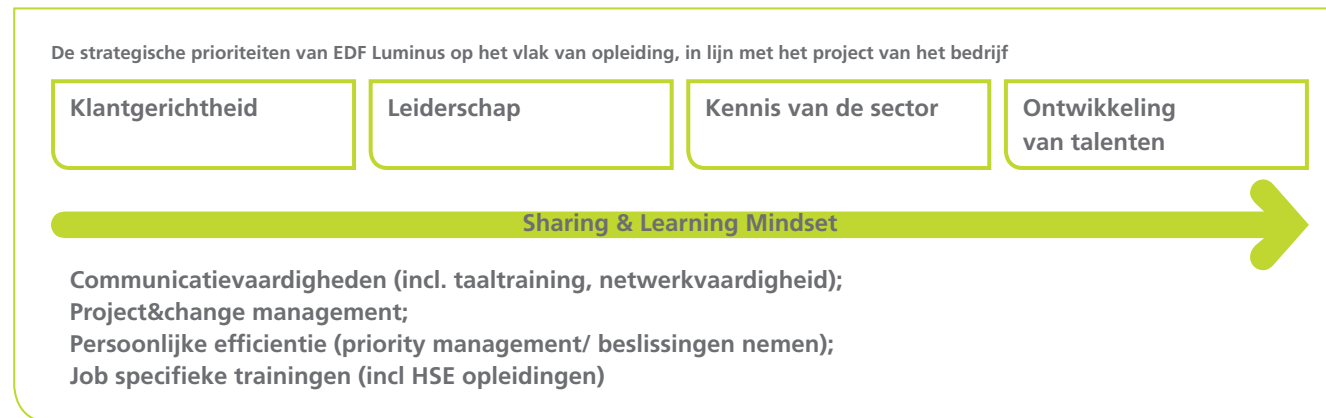 De strategische prioriteiten van EDF Luminus op het vlak van opleiding, in lijn met het project van het bedrijf
Klantgerichtheid
Leiderschap
Kennis van de sector
Ontwikkeling
van talenten
Sharing & Learning Mindset
Communicatievaardigheden (incl. taaltraining, netwerkvaardigheid);
Project&change management;
Persoonlijke efficientie (priority management/ beslissingen nemen);
Job specifieke trainingen (incl HSE opleidingen)